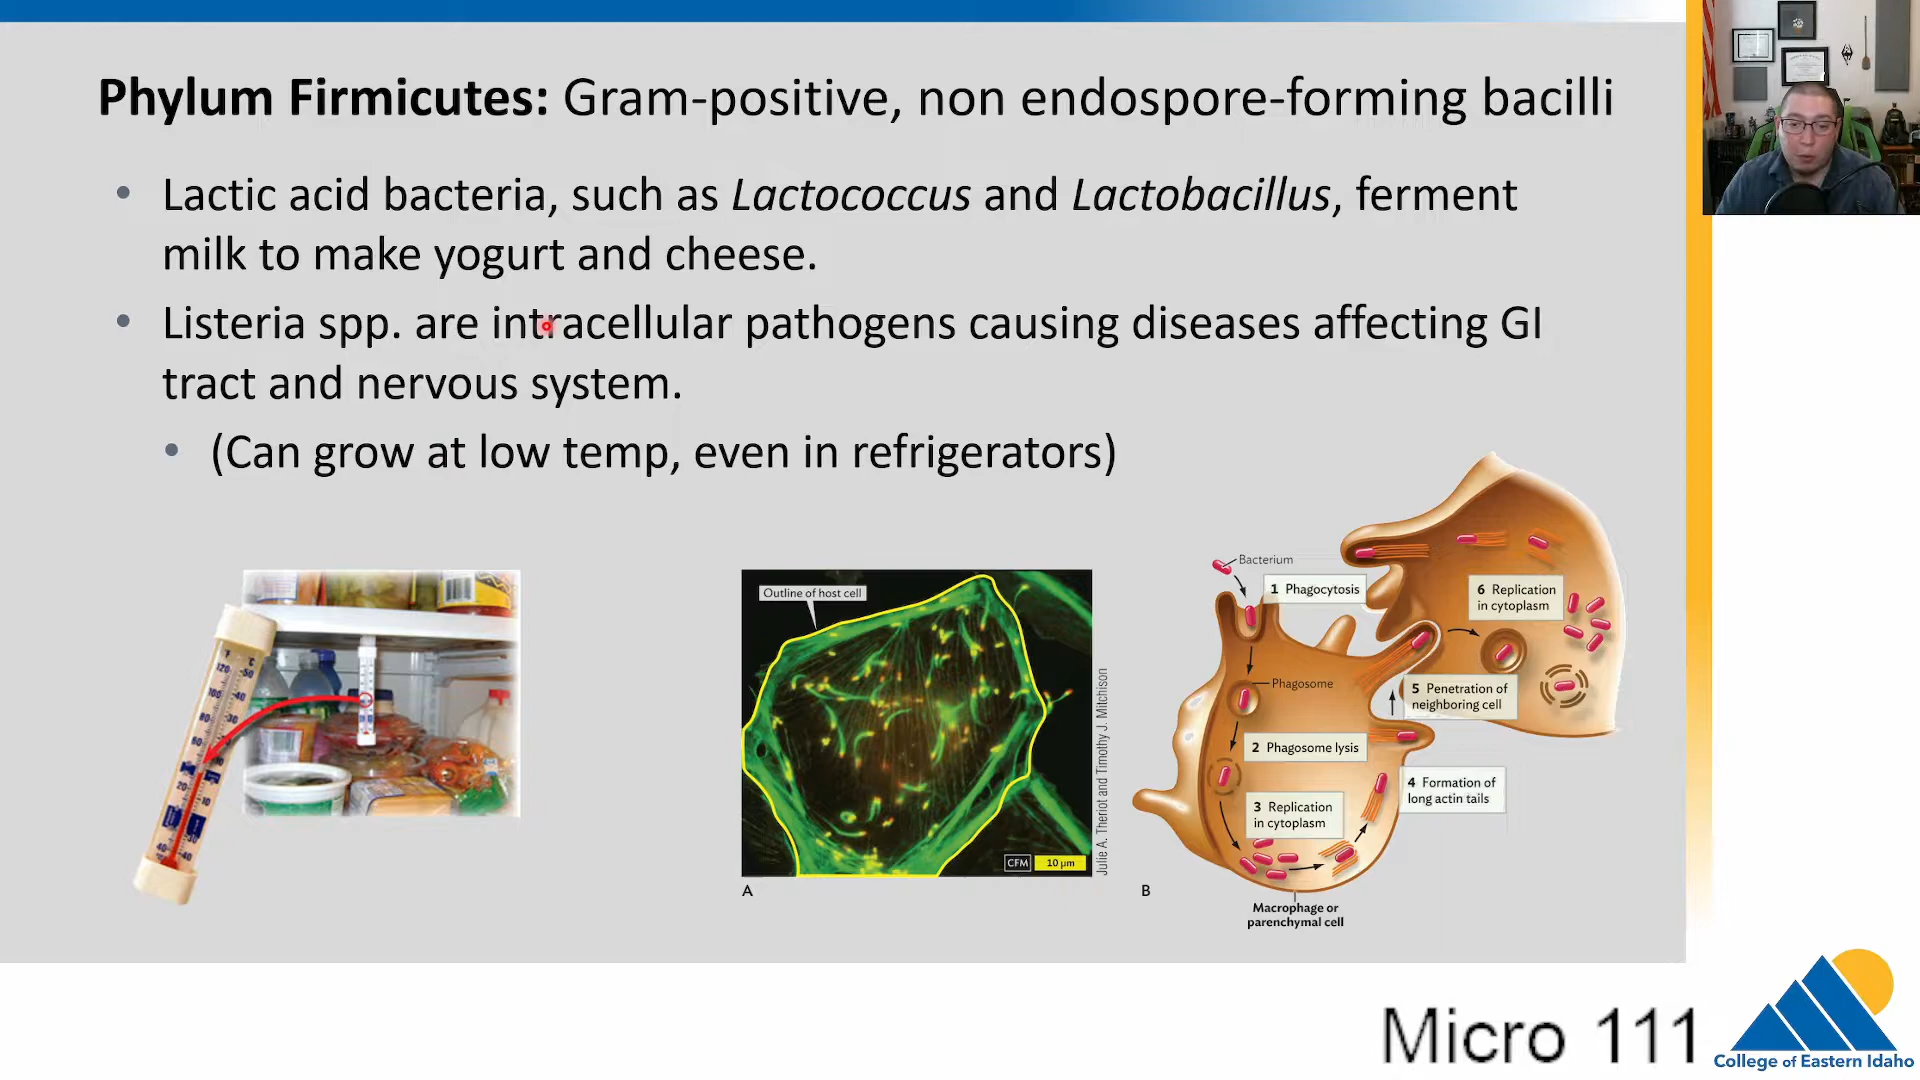 Phylum Firmicutes: Gram-positive, non endospore-forming bacilli
• Lactic acid bacteria, such as Lactococcus and Lactobacillus, ferment
milk to make yogurt and cheese.
• Listeria spp. are intracellular pathogens causing diseases affecting GI
tract and nervous system.
• (Can grow at low temp, even in refrigerators)
Outline of host cell
CFM 10 µm
Julie A. Theriot and Timothy J. Mitchison
A
Bacterium
1 Phagocytosis
Phagosome
2 Phagosome lysis
3 Replication
in cytoplasm
4 Formation of
long actin tails
5 Penetration of
neighboring cell
6 Replication
in cytoplasm
Macrophage or
parenchymal cell
B
Micro 111
College of Eastern Idaho